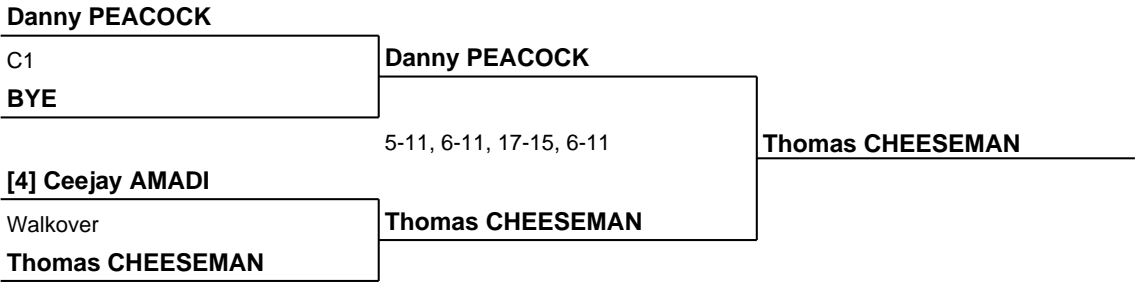 Danny PEACOCK
C1
Danny PEACOCK
BYE
5-11, 6-11, 17-15, 6-11
Thomas CHEESEMAN
[4] Ceejay AMADI
Walkover
Thomas CHEESEMAN
Thomas CHEESEMAN